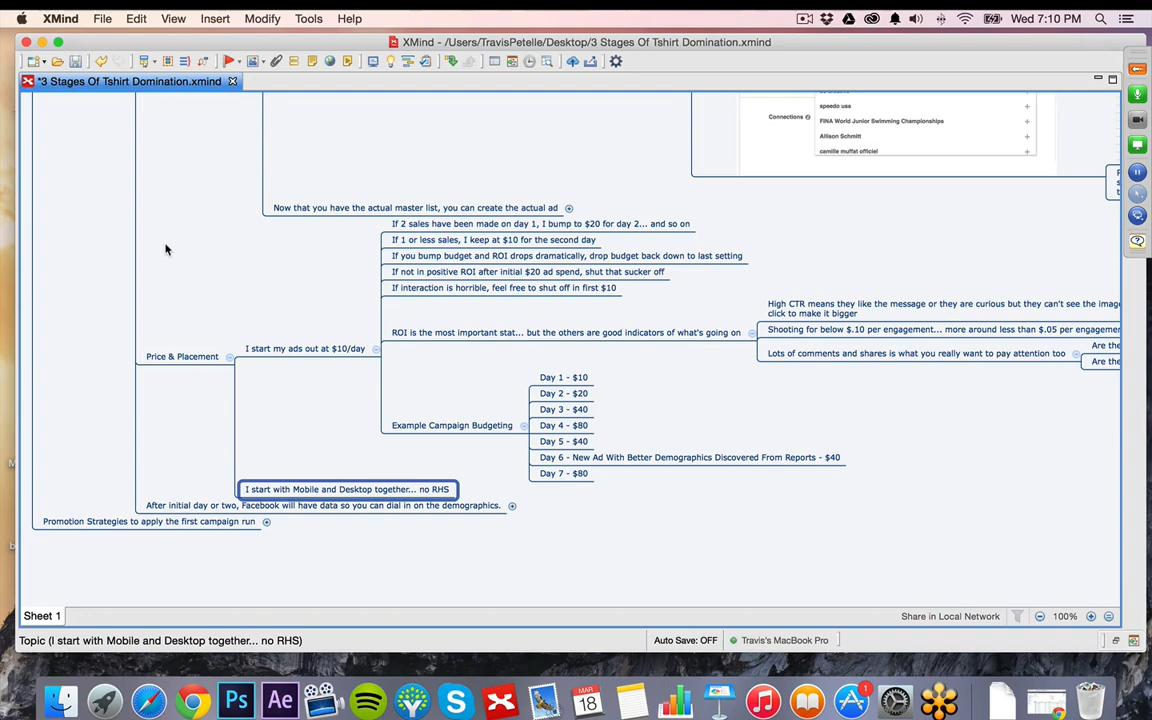 XMind File Edit View Insert Modify Tools Help Wed 7:10 PM
XMind - /Users/TravisPetelle/Desktop/3 Stages Of Tshirt Domination.xmind
*3 Stages Of Tshirt Domination.xmind
speedo usa
Connections
FINA World Junior Swimming Championships
Allison Schmitt
camille muffat officiel
Now that you have the actual master list, you can create the actual ad
If 2 sales have been made on day 1, I bump to $20 for day 2... and so on
If 1 or less sales, I keep at $10 for the second day
If you bump budget and ROI drops dramatically, drop budget back down to last setting
If not in positive ROI after initial $20 ad spend, shut that sucker off
If interaction is horrible, feel free to shut off in first $10
High CTR means they like the message or they are curious but they can't see the imag
click to make it bigger
ROI is the most important stat... but the others are good indicators of what's going on
Shooting for below $.10 per engagement... more around less than $.05 per engagemen
Lots of comments and shares is what you really want to pay attention too
Are the
Are the
I start my ads out at $10/day
Price & Placement
Day 1 - $10
Day 2 - $20
Day 3 - $40
Example Campaign Budgeting
Day 4 - $80
Day 5 - $40
Day 6 - New Ad With Better Demographics Discovered From Reports - $40
Day 7 - $80
I start with Mobile and Desktop together... no RHS
After initial day or two, Facebook will have data so you can dial in on the demographics.
Promotion Strategies to apply the first campaign run
Sheet 1
Share in Local Network
100%
Topic (I start with Mobile and Desktop together... no RHS)
Auto Save: OFF
Travis's MacBook Pro
Ps Ae MAR 18 1